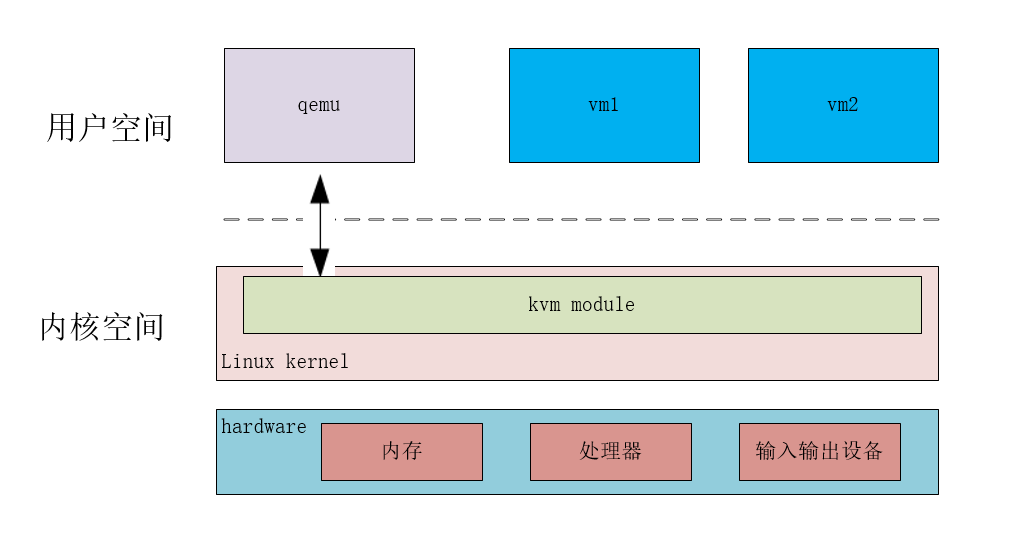 用户空间
qemu
vm1
vm2
内核空间
kvm module
Linux kernel
hardware
内存
处理器
输入输出设备